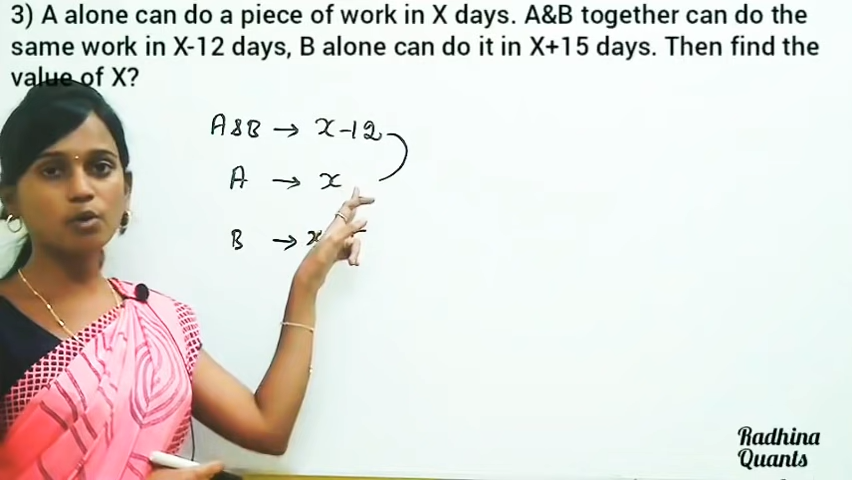 3) A alone can do a piece of work in X days. A&B together can do the
same work in X-12 days, B alone can do it in X+15 days. Then find the
value of X?
A&B → x-12
A → x
B → x
Radhina
Quants